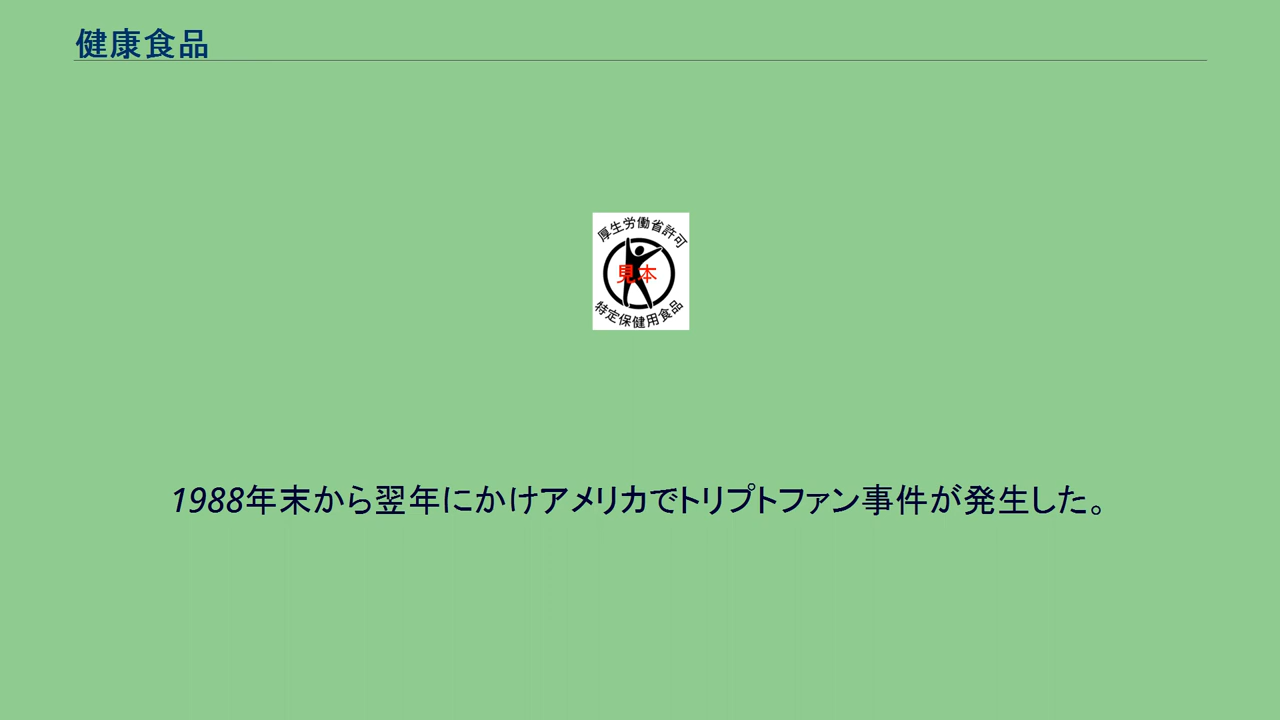 健康食品
厚生労働省許可
見本
特定保健用食品
1988年末から翌年にかけアメリカでトリプトファン事件が発生した。